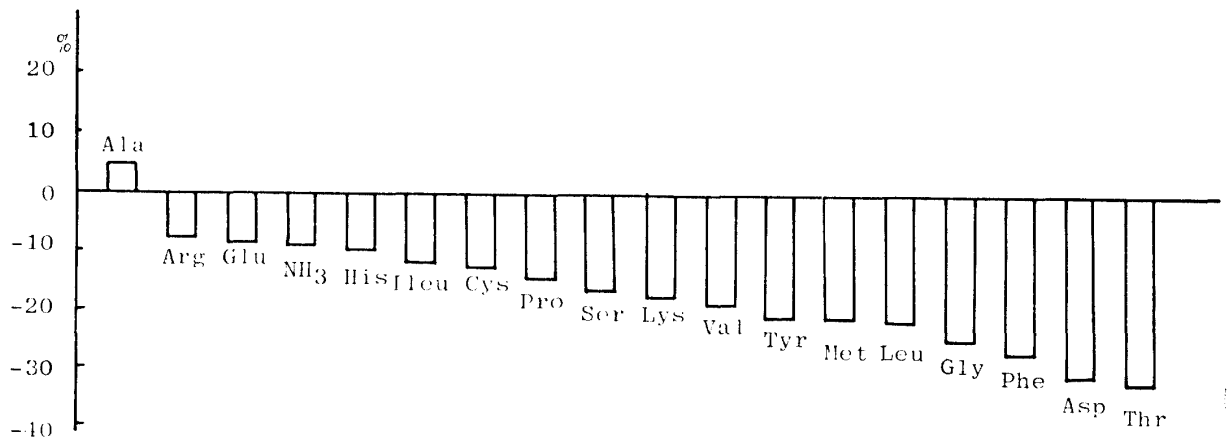 %
20
10
0
-10
-20
-30
-40
Ala
Arg
Glu
NH3
His
Ileu
Cys
Pro
Ser
Lys
Val
Tyr
Met
Leu
Gly
Phe
Asp
Thr